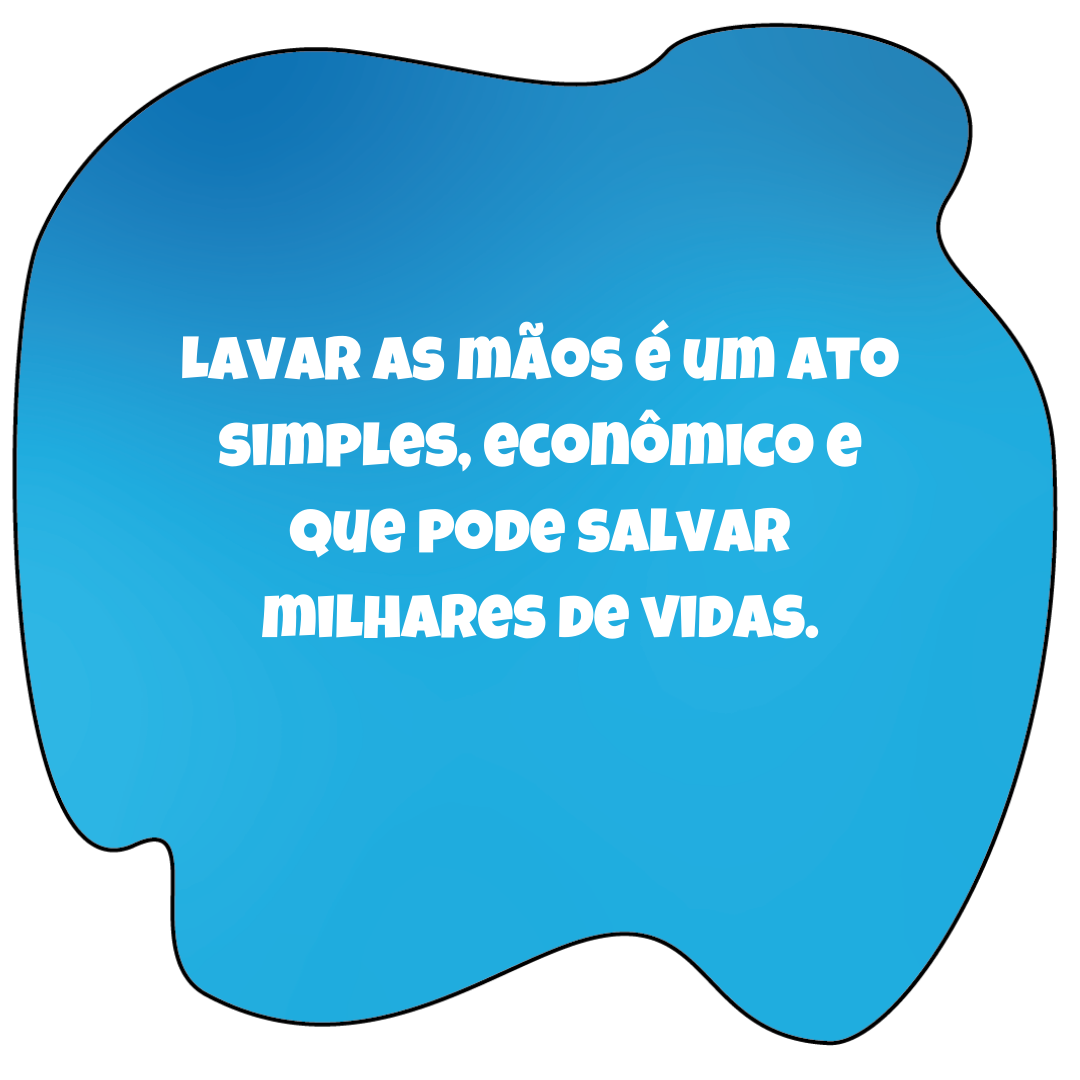 Lavar as mãos é um ato
simples, econômico e
que pode salvar
milhares de vidas.